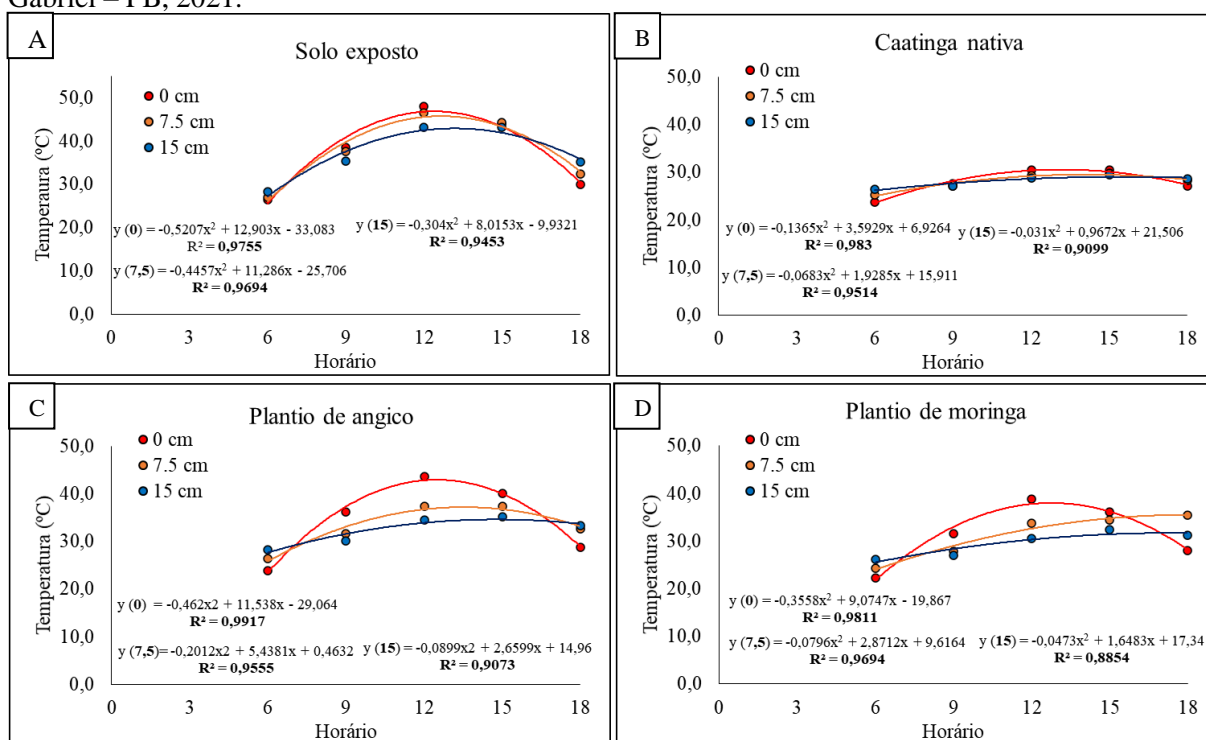 Gabriel – PB, 2021.
A
Solo exposto
0 cm
7.5 cm
15 cm
Temperatura (ºC)
50,0
40,0
30,0
20,0
10,0
0,0
y (0) = -0,5207x² + 12,903x - 33,083
R² = 0,9755
y (15) = -0,304x² + 8,0153x - 9,9321
R² = 0,9453
y (7,5) = -0,4457x² + 11,286x - 25,706
R² = 0,9694
0 3 6 9 12 15 18
Horário
B
Caatinga nativa
0 cm
7.5 cm
15 cm
Temperatura (ºC)
50,0
40,0
30,0
20,0
10,0
0,0
y (0) = -0,1365x² + 3,5929x + 6,9264
R² = 0,983
y (15) = -0,031x² + 0,9672x + 21,506
R² = 0,9099
y (7,5) = -0,0683x² + 1,9285x + 15,911
R² = 0,9514
0 3 6 9 12 15 18
Horário
C
Plantio de angico
0 cm
7.5 cm
15 cm
Temperatura (ºC)
50,0
40,0
30,0
20,0
10,0
0,0
y (0) = -0,462x2 + 11,538x - 29,064
R² = 0,9917
y (7,5) = -0,2012x2 + 5,4381x + 0,4632
R² = 0,9555
y (15) = -0,0899x2 + 2,6599x + 14,96
R² = 0,9073
0 3 6 9 12 15 18
Horário
D
Plantio de moringa
0 cm
7.5 cm
15 cm
Temperatura (ºC)
50,0
40,0
30,0
20,0
10,0
0,0
y (0) = -0,3558x² + 9,0747x - 19,867
R² = 0,9811
y (7,5) = -0,0796x² + 2,8712x + 9,6164
R² = 0,9694
y (15) = -0,0473x² + 1,6483x + 17,34
R² = 0,8854
0 3 6 9 12 15 18
Horário